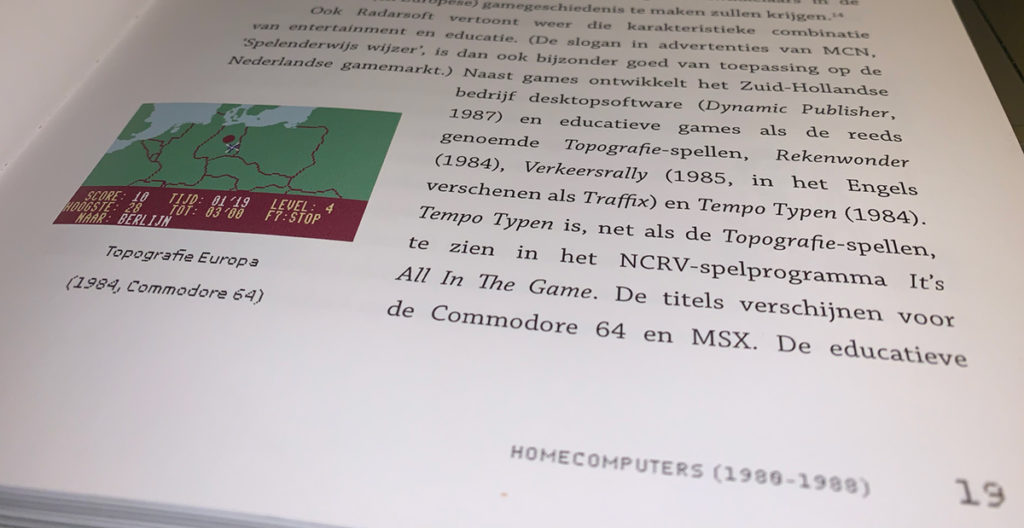 Europese) gamegeschiedenis te maken zullen krijgen.¹⁴
Ook Radarsoft vertoont weer die karakteristieke combinatie
van entertainment en educatie. (De slogan in advertenties van MCN,
‘Spelenderwijs wijzer’, is dan ook bijzonder goed van toepassing op de
Nederlandse gamemarkt.) Naast games ontwikkelt het Zuid-Hollandse
bedrijf desktopsoftware (Dynamic Publisher,
1987) en educatieve games als de reeds
genoemde Topografie-spellen, Rekenwonder
(1984), Verkeersrally (1985, in het Engels
verschenen als Traffix) en Tempo Typen (1984).
Tempo Typen is, net als de Topografie-spellen,
te zien in het NCRV-spelprogramma It’s
All In The Game. De titels verschijnen voor
de Commodore 64 en MSX. De educatieve
SCORE: 10 TIJD: 01'19 LEVEL: 4
HOOGSTE: 28 TOT: 03'00 F7:STOP
NAAR: BERLIJN
Topografie Europa
(1984, Commodore 64)
HOMECOMPUTERS (1980-1988)
19